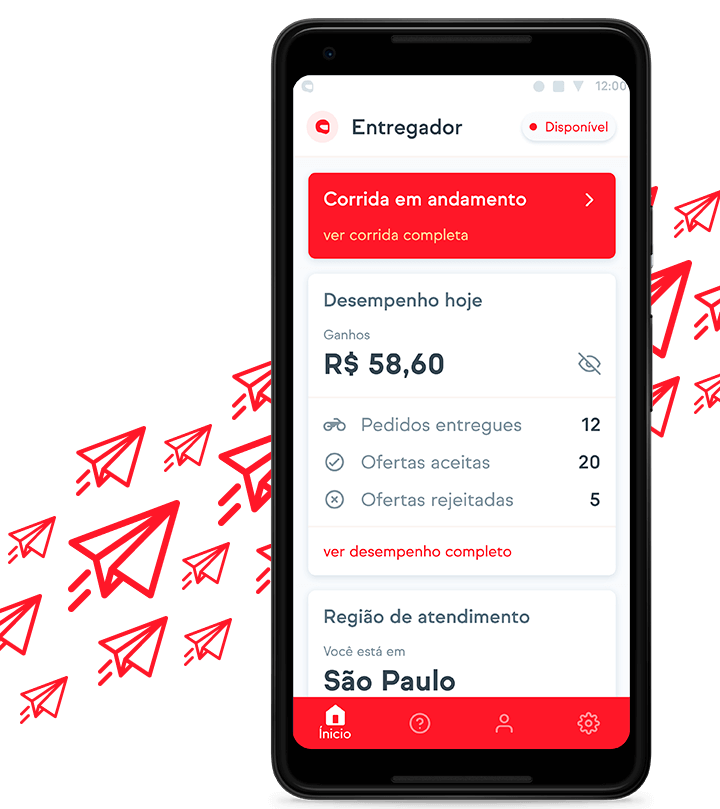 12:00
Entregador
Disponível
Corrida em andamento
ver corrida completa
Desempenho hoje
Ganhos
R$ 58,60
Pedidos entregues 12
Ofertas aceitas 20
Ofertas rejeitadas 5
ver desempenho completo
Região de atendimento
Você está em
São Paulo
Ínicio